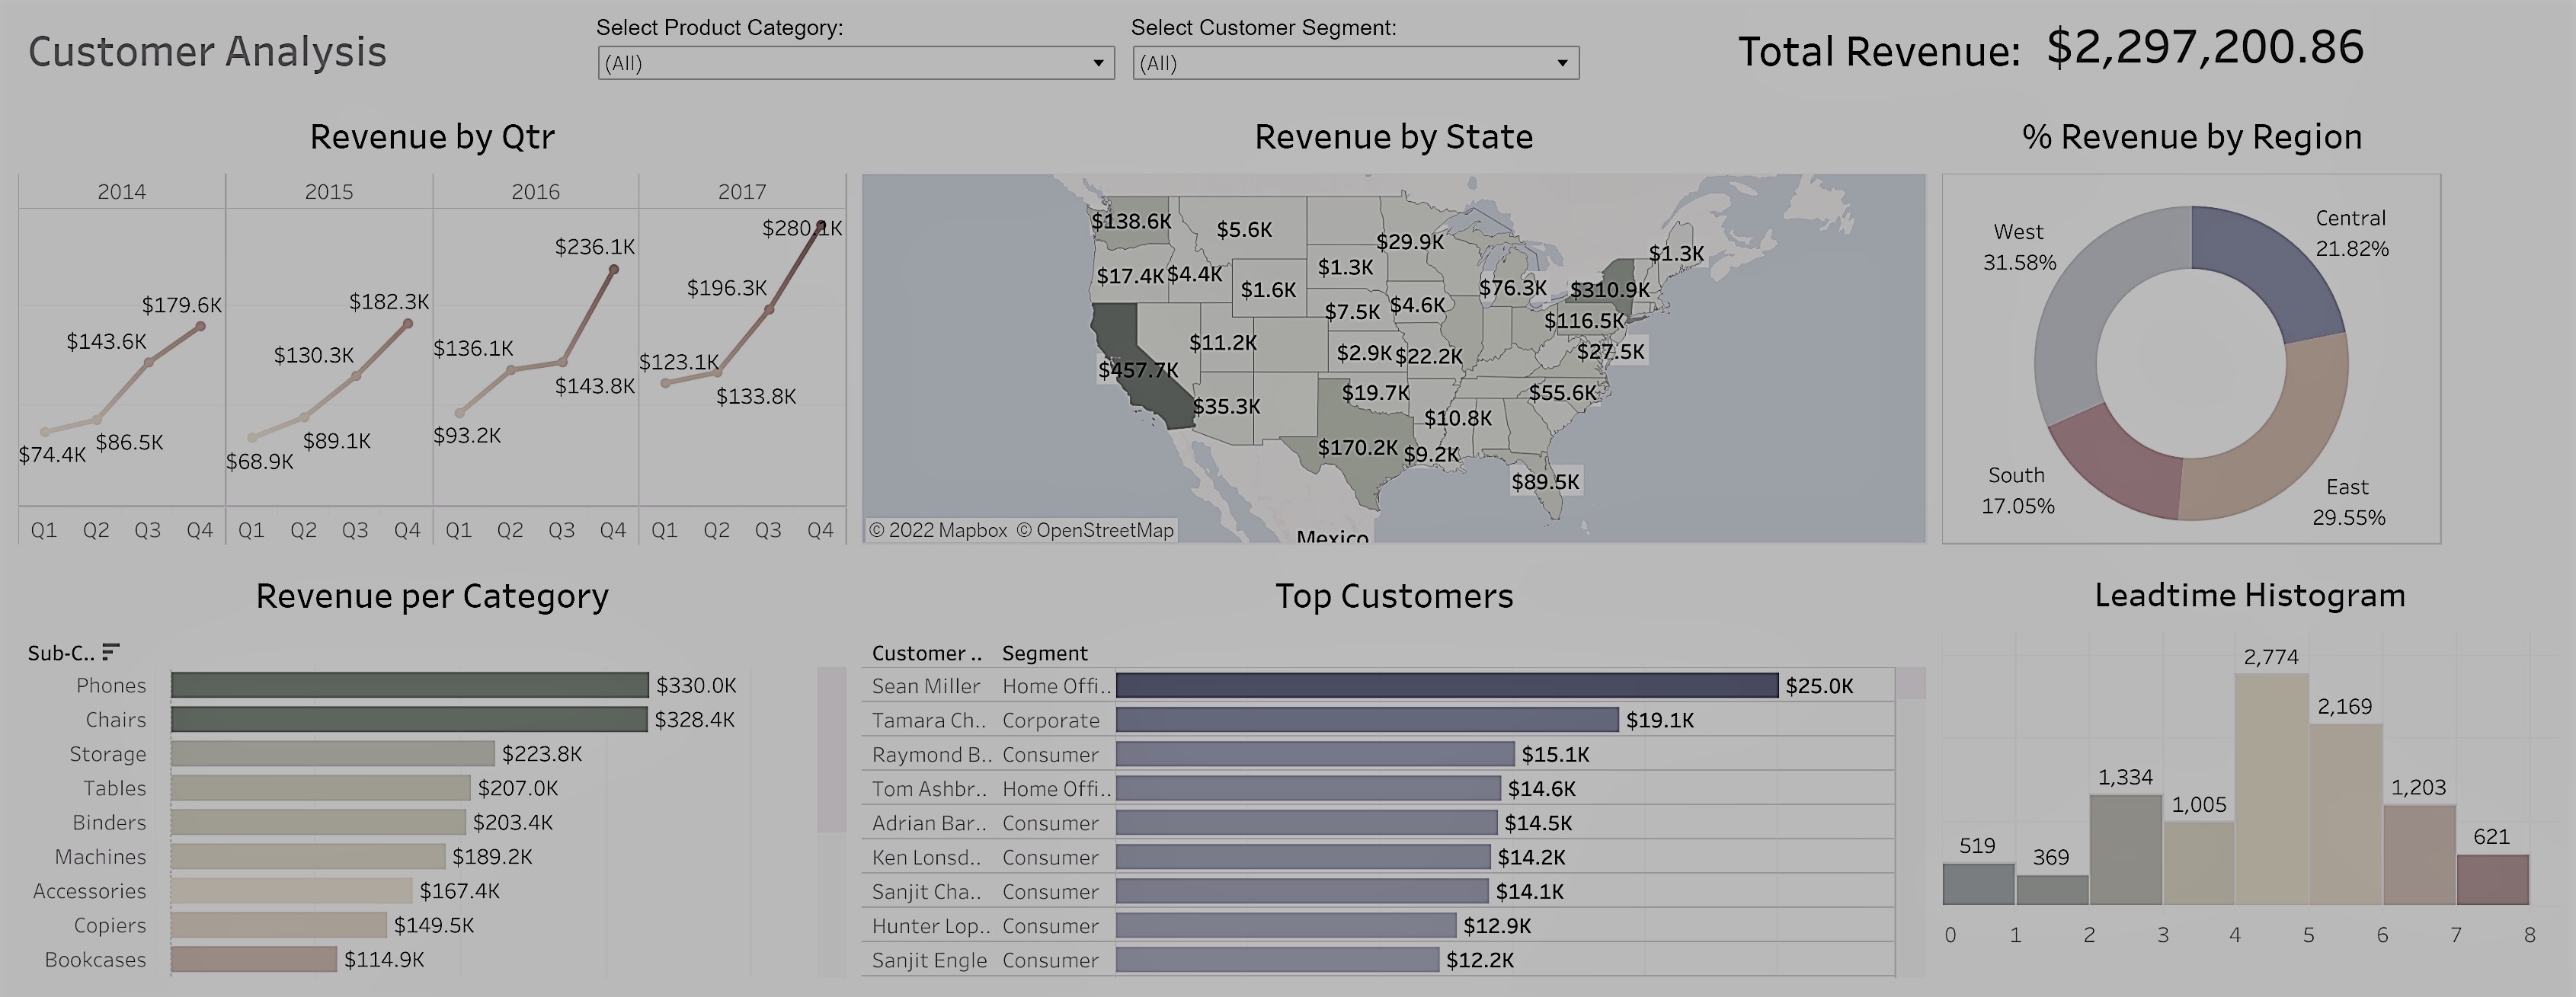 Customer Analysis
Select Product Category:
(All)
Select Customer Segment:
(All)
Total Revenue: $2,297,200.86
Revenue by Qtr
2014 2015 2016 2017
$74.4K $86.5K $143.6K $179.6K
$68.9K $89.1K $130.3K $182.3K
$93.2K $136.1K $143.8K $236.1K
$123.1K $133.8K $196.3K $280.1K
Q1 Q2 Q3 Q4 Q1 Q2 Q3 Q4 Q1 Q2 Q3 Q4 Q1 Q2 Q3 Q4
Revenue by State
$138.6K $5.6K $29.9K $1.3K
$17.4K $4.4K $1.6K $1.3K $76.3K $310.9K
$7.5K $4.6K $116.5K
$11.2K $2.9K $22.2K $27.5K
$457.7K $35.3K $19.7K $55.6K
$10.8K
$170.2K $9.2K
$89.5K
© 2022 Mapbox © OpenStreetMap
Mexico
% Revenue by Region
West
31.58%
Central
21.82%
South
17.05%
East
29.55%
Revenue per Category
Sub-C..
Phones $330.0K
Chairs $328.4K
Storage $223.8K
Tables $207.0K
Binders $203.4K
Machines $189.2K
Accessories $167.4K
Copiers $149.5K
Bookcases $114.9K
Top Customers
Customer .. Segment
Sean Miller Home Offi.. $25.0K
Tamara Ch.. Corporate $19.1K
Raymond B.. Consumer $15.1K
Tom Ashbr.. Home Offi.. $14.6K
Adrian Bar.. Consumer $14.5K
Ken Lonsd.. Consumer $14.2K
Sanjit Cha.. Consumer $14.1K
Hunter Lop.. Consumer $12.9K
Sanjit Engle Consumer $12.2K
Leadtime Histogram
519 369 1,334 1,005 2,774 2,169 1,203 621
0 1 2 3 4 5 6 7 8